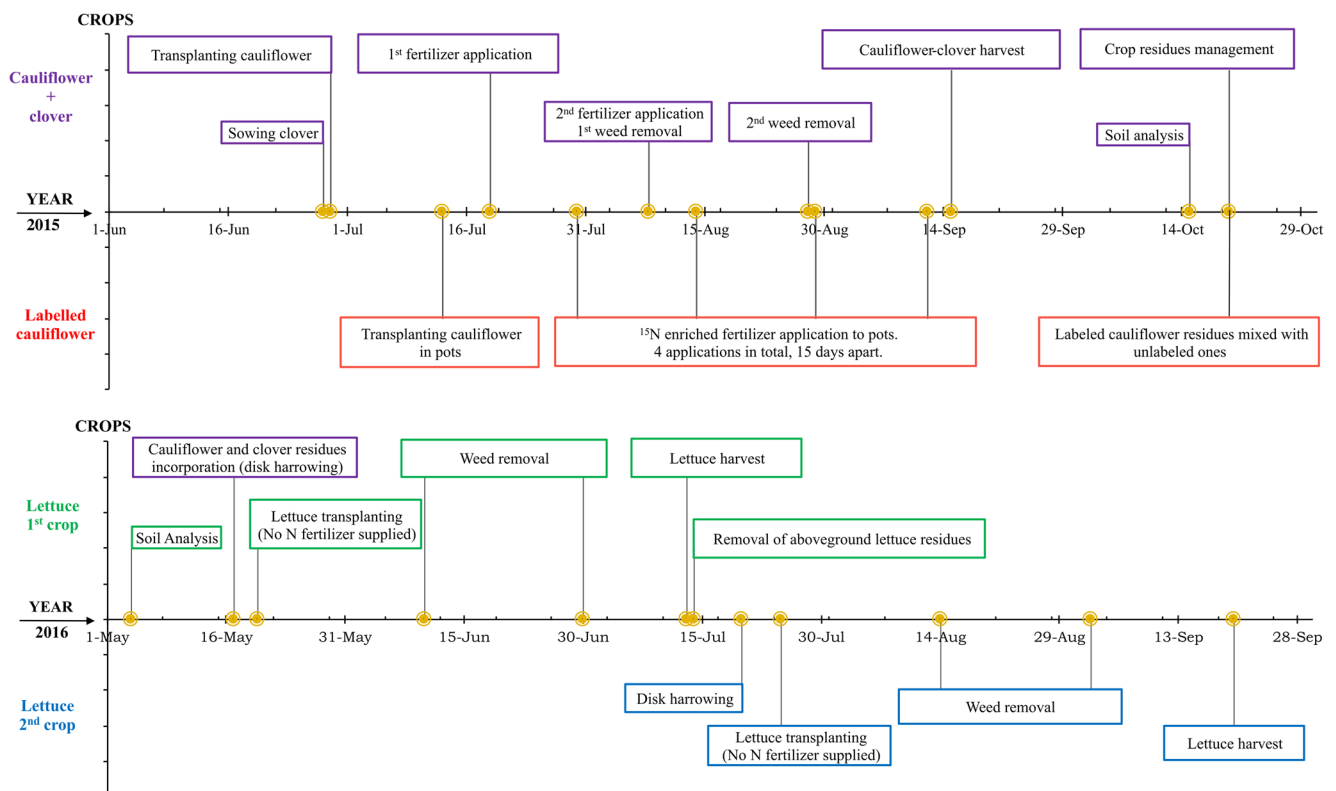 CROPS
Cauliflower
+
clover
Transplanting cauliflower
1st fertilizer application
Cauliflower-clover harvest
Crop residues management
Sowing clover
2nd fertilizer application
1st weed removal
2nd weed removal
Soil analysis
YEAR
2015
1-Jun
16-Jun
1-Jul
16-Jul
31-Jul
15-Aug
30-Aug
14-Sep
29-Sep
14-Oct
29-Oct
Labelled
cauliflower
Transplanting cauliflower
in pots
15N enriched fertilizer application to pots.
4 applications in total, 15 days apart.
Labeled cauliflower residues mixed with
unlabeled ones
CROPS
Lettuce
1st crop
Cauliflower and clover residues
incorporation (disk harrowing)
Weed removal
Lettuce harvest
Soil Analysis
Lettuce transplanting
(No N fertilizer supplied)
Removal of aboveground lettuce residues
YEAR
2016
1-May
16-May
31-May
15-Jun
30-Jun
15-Jul
30-Jul
14-Aug
29-Aug
13-Sep
28-Sep
Lettuce
2nd crop
Disk harrowing
Lettuce transplanting
(No N fertilizer supplied)
Weed removal
Lettuce harvest